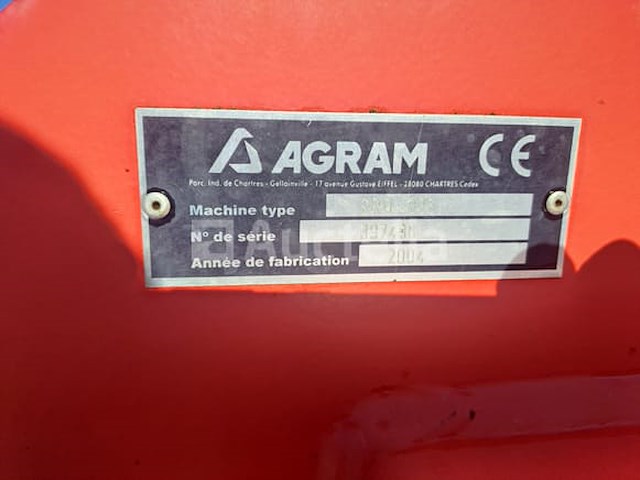 AGRAM CE
Parc. Ind. de Chartres - Gellainville - 17 avenue Gustave EIFFEL - 28080 CHARTRES Cedex
Machine type
N° de série
Année de fabrication 2004